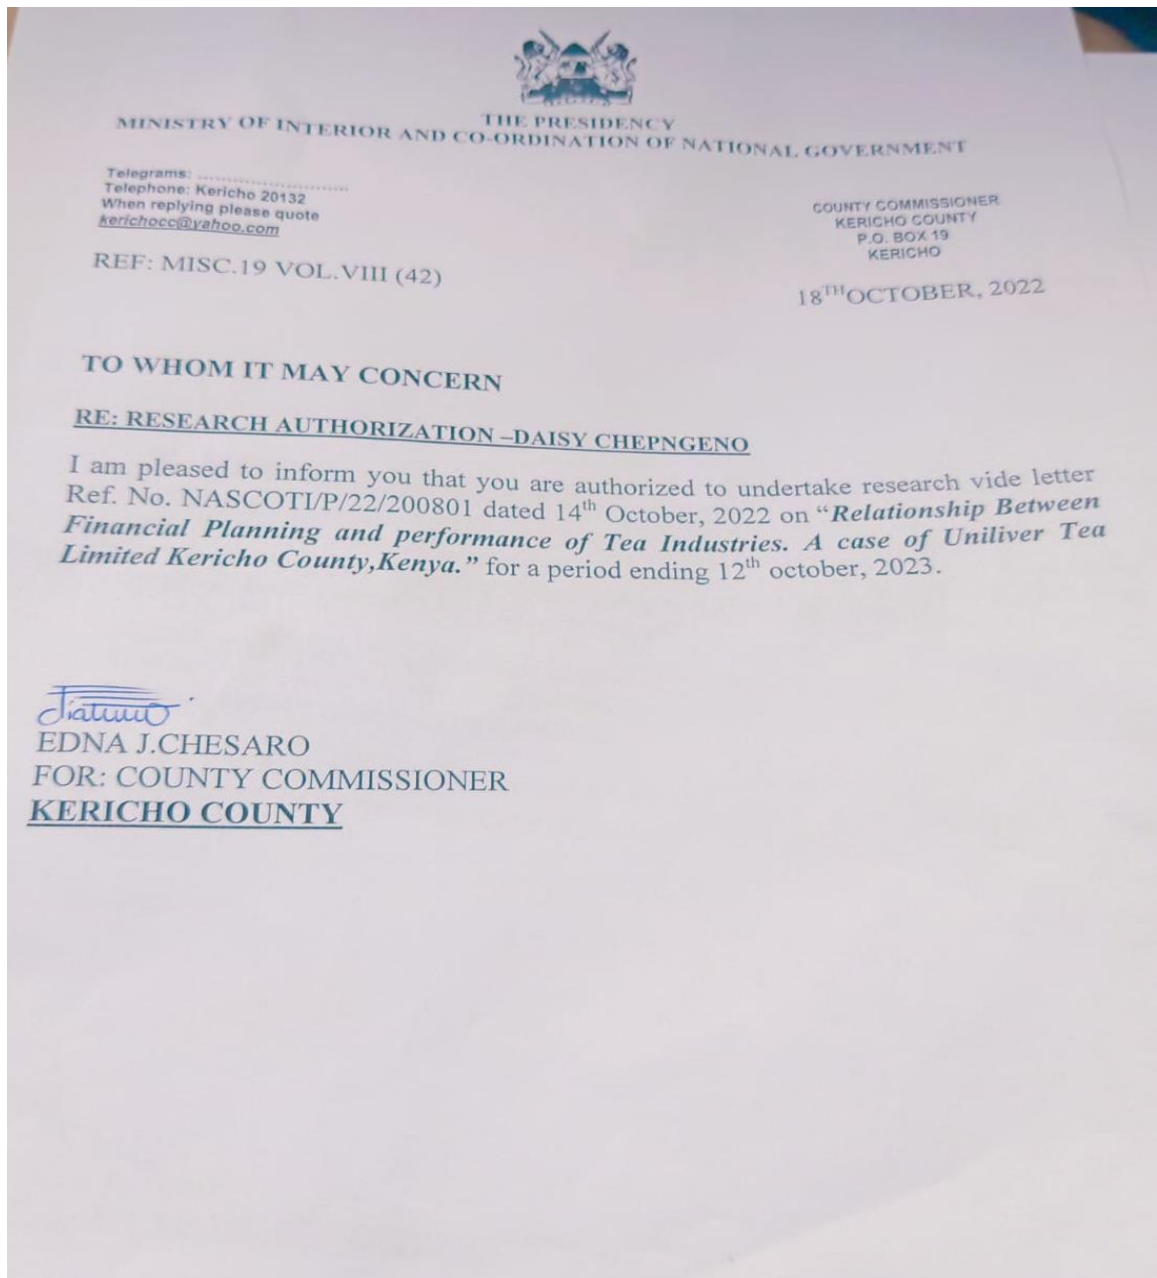 THE PRESIDENCY
MINISTRY OF INTERIOR AND CO-ORDINATION OF NATIONAL GOVERNMENT
Telegrams: ..............................
Telephone: Kericho 20132
When replying please quote
kerichocc@yahoo.com
COUNTY COMMISSIONER
KERICHO COUNTY
P.O. BOX 19
KERICHO
REF: MISC.19 VOL.VIII (42)
18THOCTOBER, 2022
TO WHOM IT MAY CONCERN
RE: RESEARCH AUTHORIZATION –DAISY CHEPNGENO
I am pleased to inform you that you are authorized to undertake research vide letter
Ref. No. NASCOTI/P/22/200801 dated 14th October, 2022 on “Relationship Between
Financial Planning and performance of Tea Industries. A case of Uniliver Tea
Limited Kericho County,Kenya.” for a period ending 12th october, 2023.
EDNA J.CHESARO
FOR: COUNTY COMMISSIONER
KERICHO COUNTY